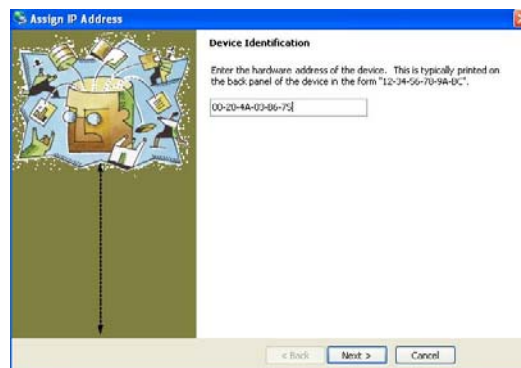 Assign IP Address
Device Identification
Enter the hardware address of the device. This is typically printed on
the back panel of the device in the form "12-34-56-78-9A-BC".
00-20-4A-03-B6-75
< Back
Next >
Cancel